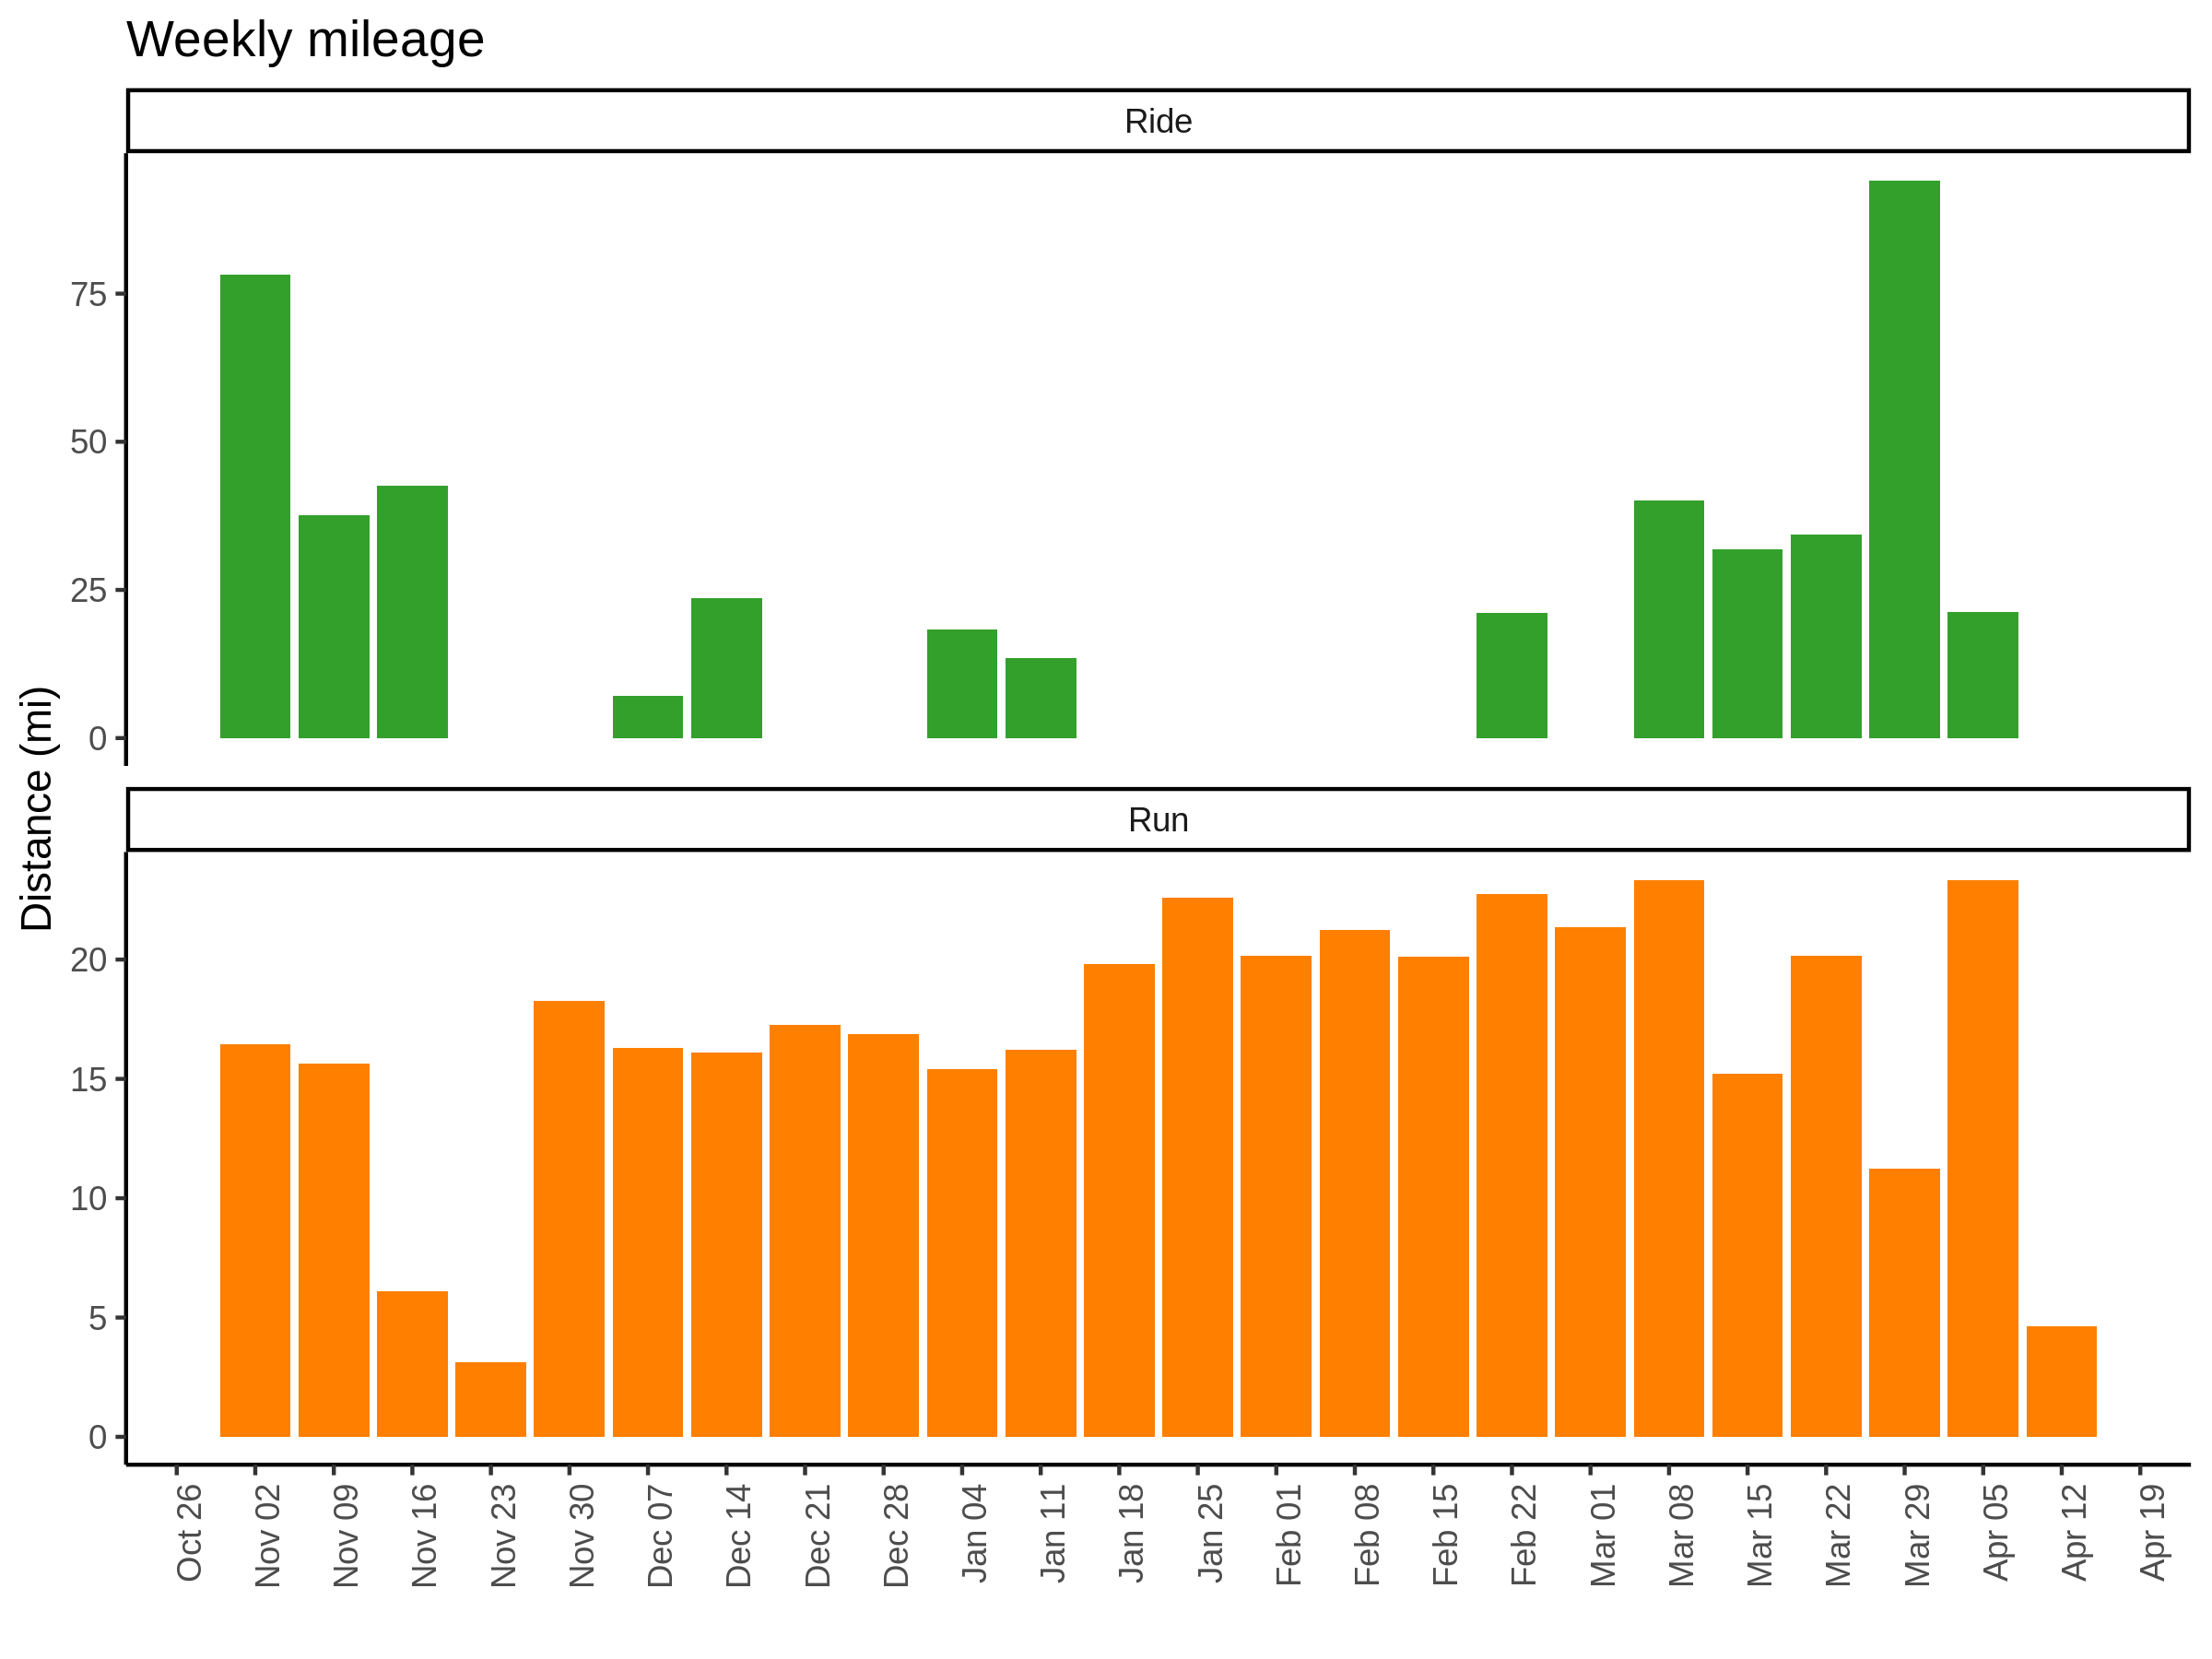 Weekly mileage
Ride
75
50
25
0
Distance (mi)
Run
20
15
10
5
0
Oct 26
Nov 02
Nov 09
Nov 16
Nov 23
Nov 30
Dec 07
Dec 14
Dec 21
Dec 28
Jan 04
Jan 11
Jan 18
Jan 25
Feb 01
Feb 08
Feb 15
Feb 22
Mar 01
Mar 08
Mar 15
Mar 22
Mar 29
Apr 05
Apr 12
Apr 19